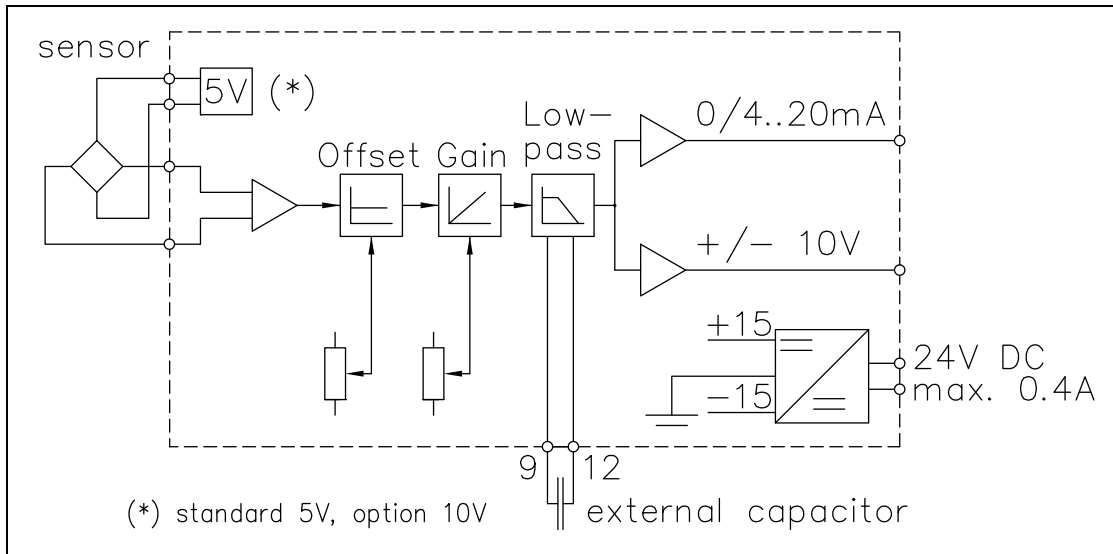 sensor
5V (*)
Offset
Gain
Low-
pass
0/4..20mA
+/- 10V
+15
-15
24V DC
max. 0.4A
9
12
external capacitor
(*) standard 5V, option 10V